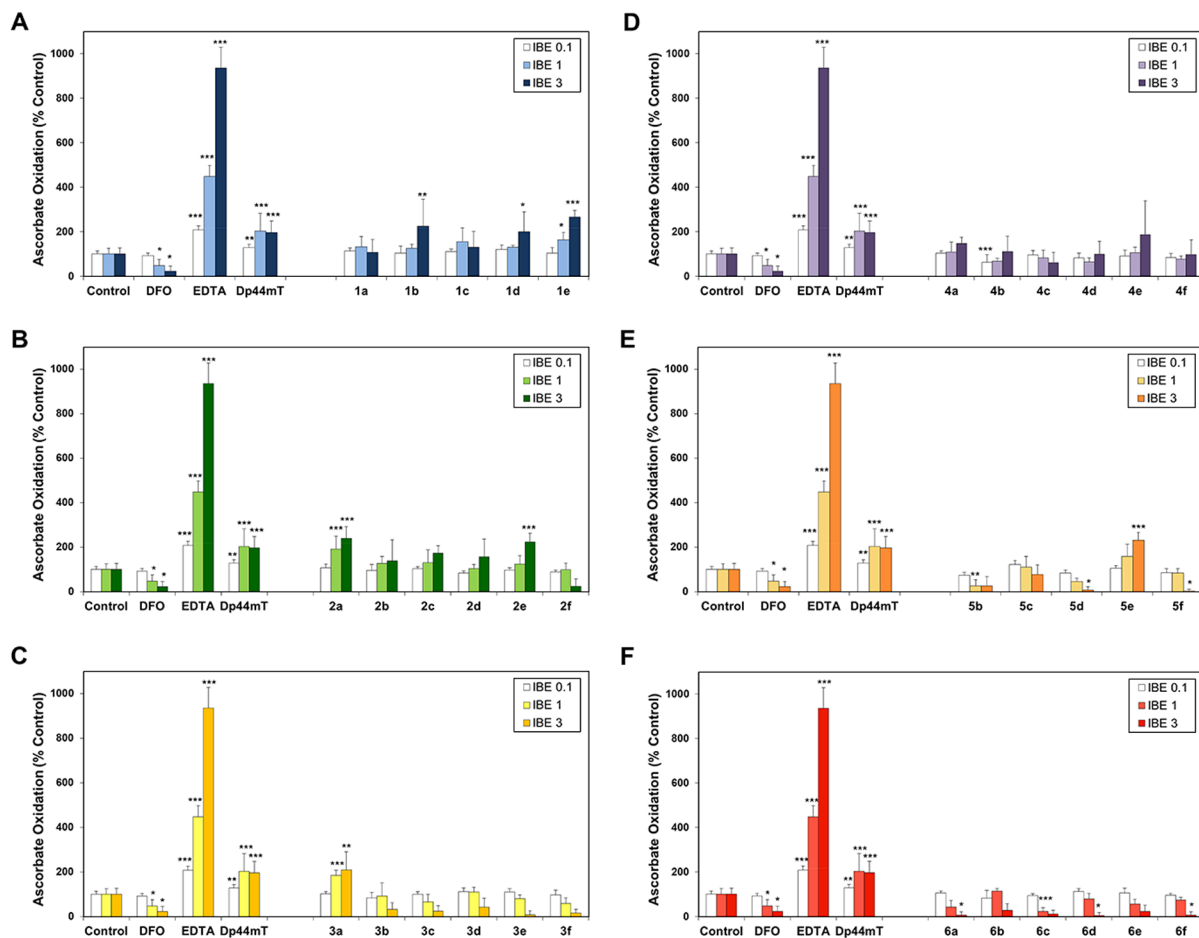 A
Ascorbate Oxidation (% Control)
1000
800
600
400
200
0
IBE 0.1
IBE 1
IBE 3
* * *** *** *** ** *** *** ** * * ***
Control DFO EDTA Dp44mT 1a 1b 1c 1d 1e
D
Ascorbate Oxidation (% Control)
1000
800
600
400
200
0
IBE 0.1
IBE 1
IBE 3
* * *** *** *** ** *** *** ***
Control DFO EDTA Dp44mT 4a 4b 4c 4d 4e 4f
B
Ascorbate Oxidation (% Control)
1000
800
600
400
200
0
IBE 0.1
IBE 1
IBE 3
* * *** *** *** ** *** *** *** *** ***
Control DFO EDTA Dp44mT 2a 2b 2c 2d 2e 2f
E
Ascorbate Oxidation (% Control)
1000
800
600
400
200
0
IBE 0.1
IBE 1
IBE 3
* * *** *** *** ** *** *** ** * *** *
Control DFO EDTA Dp44mT 5b 5c 5d 5e 5f
C
Ascorbate Oxidation (% Control)
1000
800
600
400
200
0
IBE 0.1
IBE 1
IBE 3
* * *** *** *** ** *** *** *** **
Control DFO EDTA Dp44mT 3a 3b 3c 3d 3e 3f
F
Ascorbate Oxidation (% Control)
1000
800
600
400
200
0
IBE 0.1
IBE 1
IBE 3
* * *** *** *** ** *** *** * *** * *
Control DFO EDTA Dp44mT 6a 6b 6c 6d 6e 6f